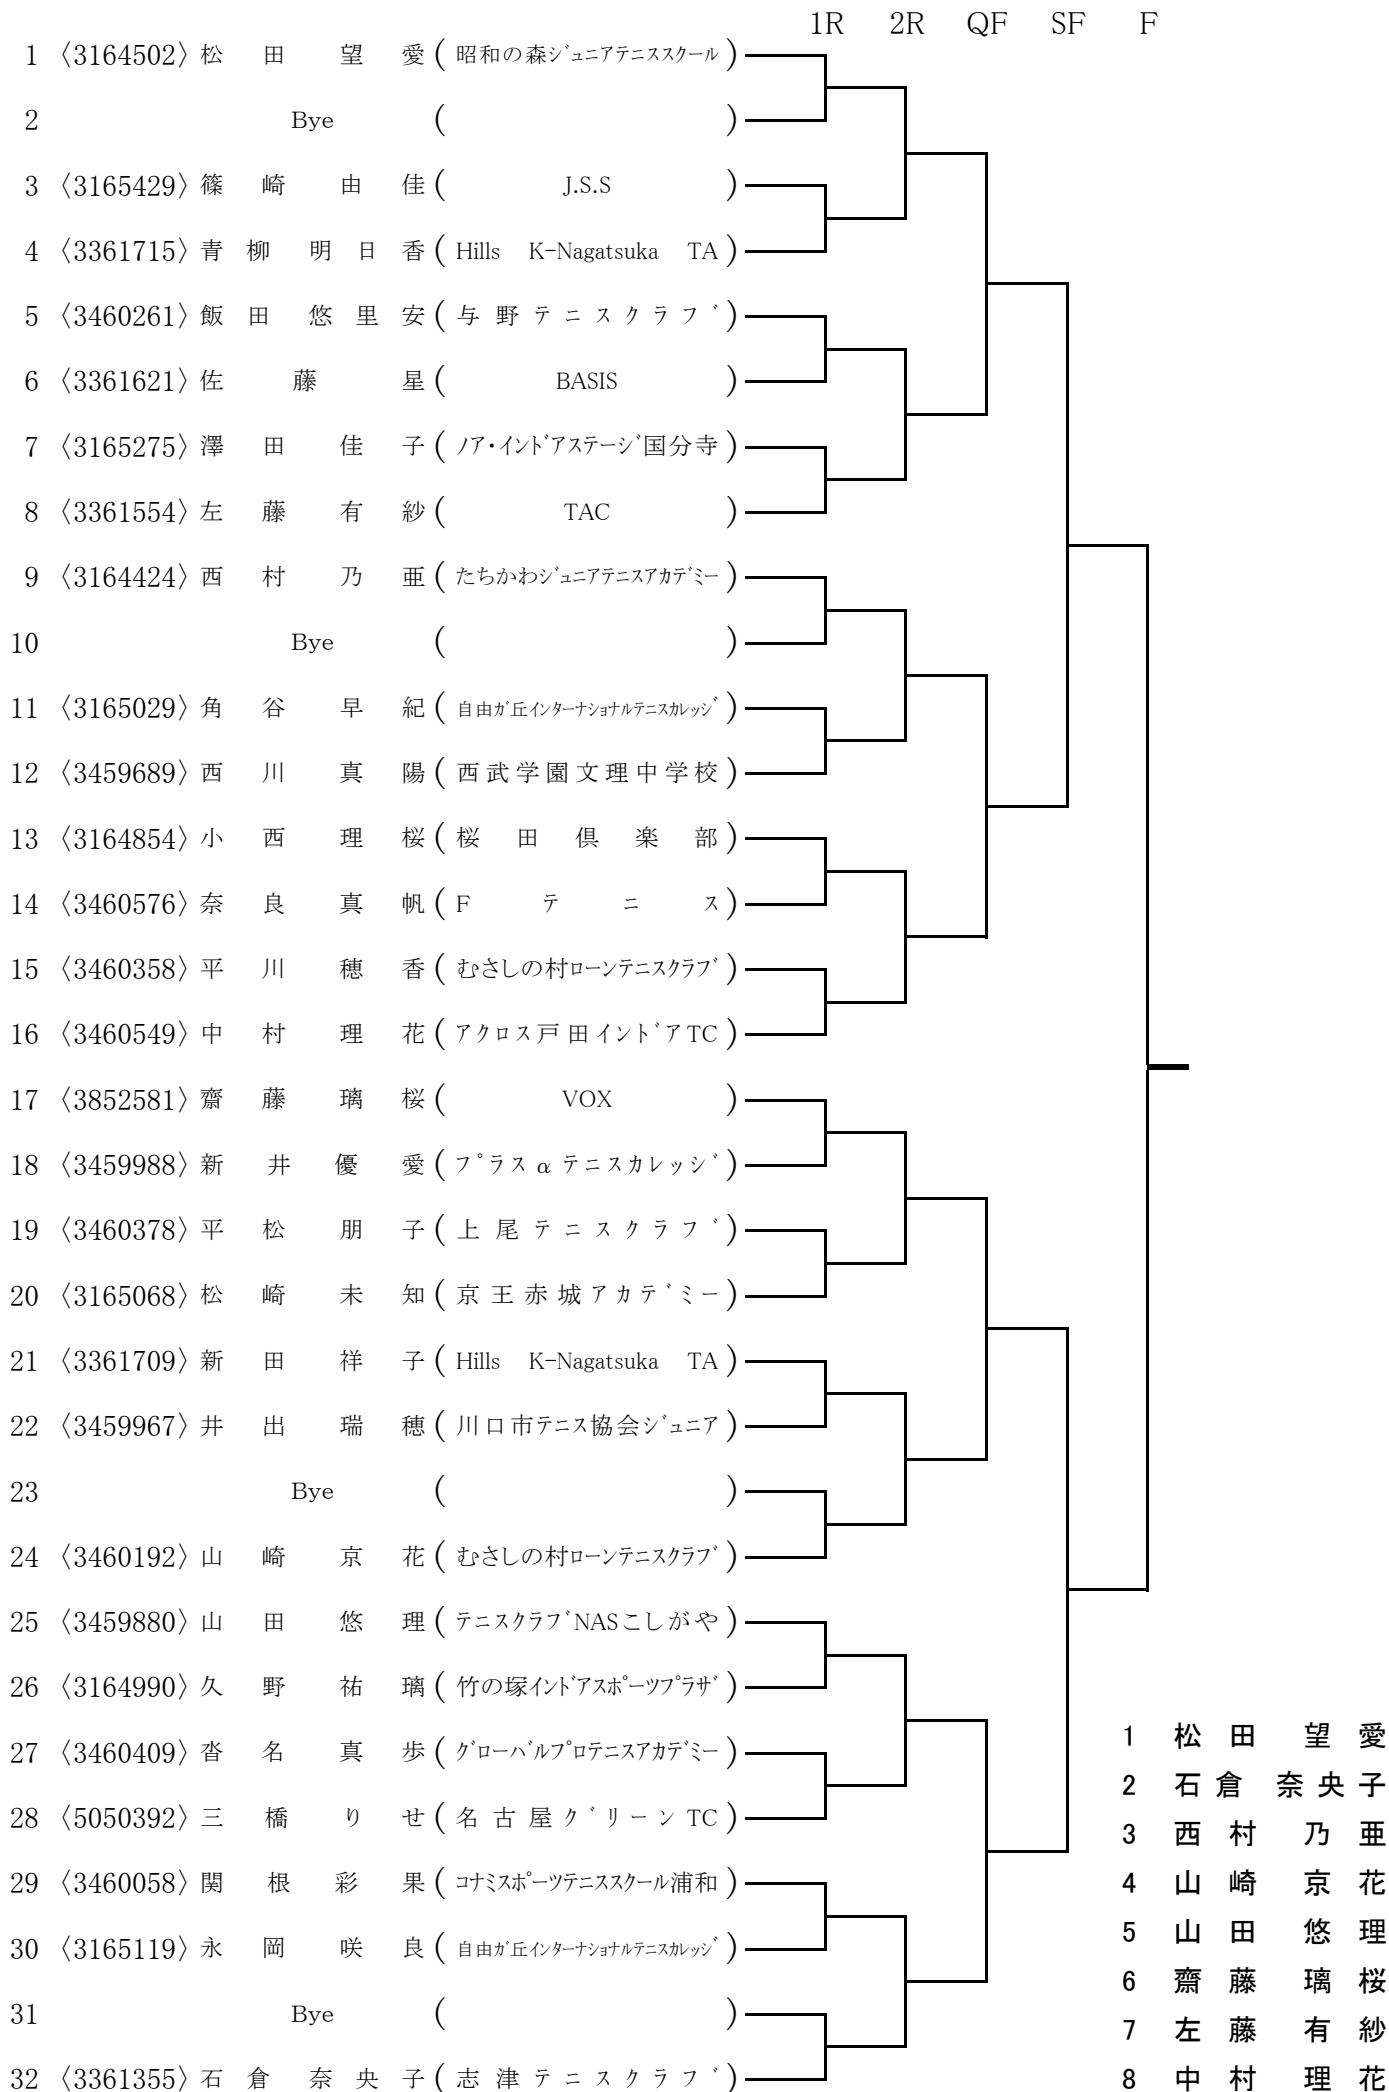 1R 2R QF SF F
1 〈3164502〉 松田 望愛 ( 昭和の森ジュニアテニススクール )
2 Bye ( )
3 〈3165429〉 篠崎 由佳 ( J.S.S )
4 〈3361715〉 青柳 明日香 ( Hills K-Nagatsuka TA )
5 〈3460261〉 飯田 悠里安 ( 与野テニスクラブ )
6 〈3361621〉 佐藤 星 ( BASIS )
7 〈3165275〉 澤田 佳子 ( ノア・インドアステージ国分寺 )
8 〈3361554〉 左藤 有紗 ( TAC )
9 〈3164424〉 西村 乃亜 ( たちかわジュニアテニスアカデミー )
10 Bye ( )
11 〈3165029〉 角谷 早紀 ( 自由が丘インターナショナルテニスカレッジ )
12 〈3459689〉 西川 真陽 ( 西武学園文理中学校 )
13 〈3164854〉 小西 理桜 ( 桜田倶楽部 )
14 〈3460576〉 奈良 真帆 ( Fテニス )
15 〈3460358〉 平川 穂香 ( むさしの村ローンテニスクラブ )
16 〈3460549〉 中村 理花 ( アクロス戸田インドアTC )
17 〈3852581〉 齋藤 璃桜 ( VOX )
18 〈3459988〉 新井 優愛 ( プラスαテニスカレッジ )
19 〈3460378〉 平松 朋子 ( 上尾テニスクラブ )
20 〈3165068〉 松崎 未知 ( 京王赤城アカデミー )
21 〈3361709〉 新田 祥子 ( Hills K-Nagatsuka TA )
22 〈3459967〉 井出 瑞穂 ( 川口市テニス協会ジュニア )
23 Bye ( )
24 〈3460192〉 山崎 京花 ( むさしの村ローンテニスクラブ )
25 〈3459880〉 山田 悠理 ( テニスクラブNASこしがや )
26 〈3164990〉 久野 祐璃 ( 竹の塚インドアスポーツプラザ )
27 〈3460409〉 沓名 真歩 ( グローバルプロテニスアカデミー )
28 〈5050392〉 三橋 りせ ( 名古屋グリーンTC )
29 〈3460058〉 関根 彩果 ( コナミスポーツテニススクール浦和 )
30 〈3165119〉 永岡 咲良 ( 自由が丘インターナショナルテニスカレッジ )
31 Bye ( )
32 〈3361355〉 石倉 奈央子 ( 志津テニスクラブ )
1 松田 望愛
2 石倉 奈央子
3 西村 乃亜
4 山崎 京花
5 山田 悠理
6 齋藤 璃桜
7 左藤 有紗
8 中村 理花